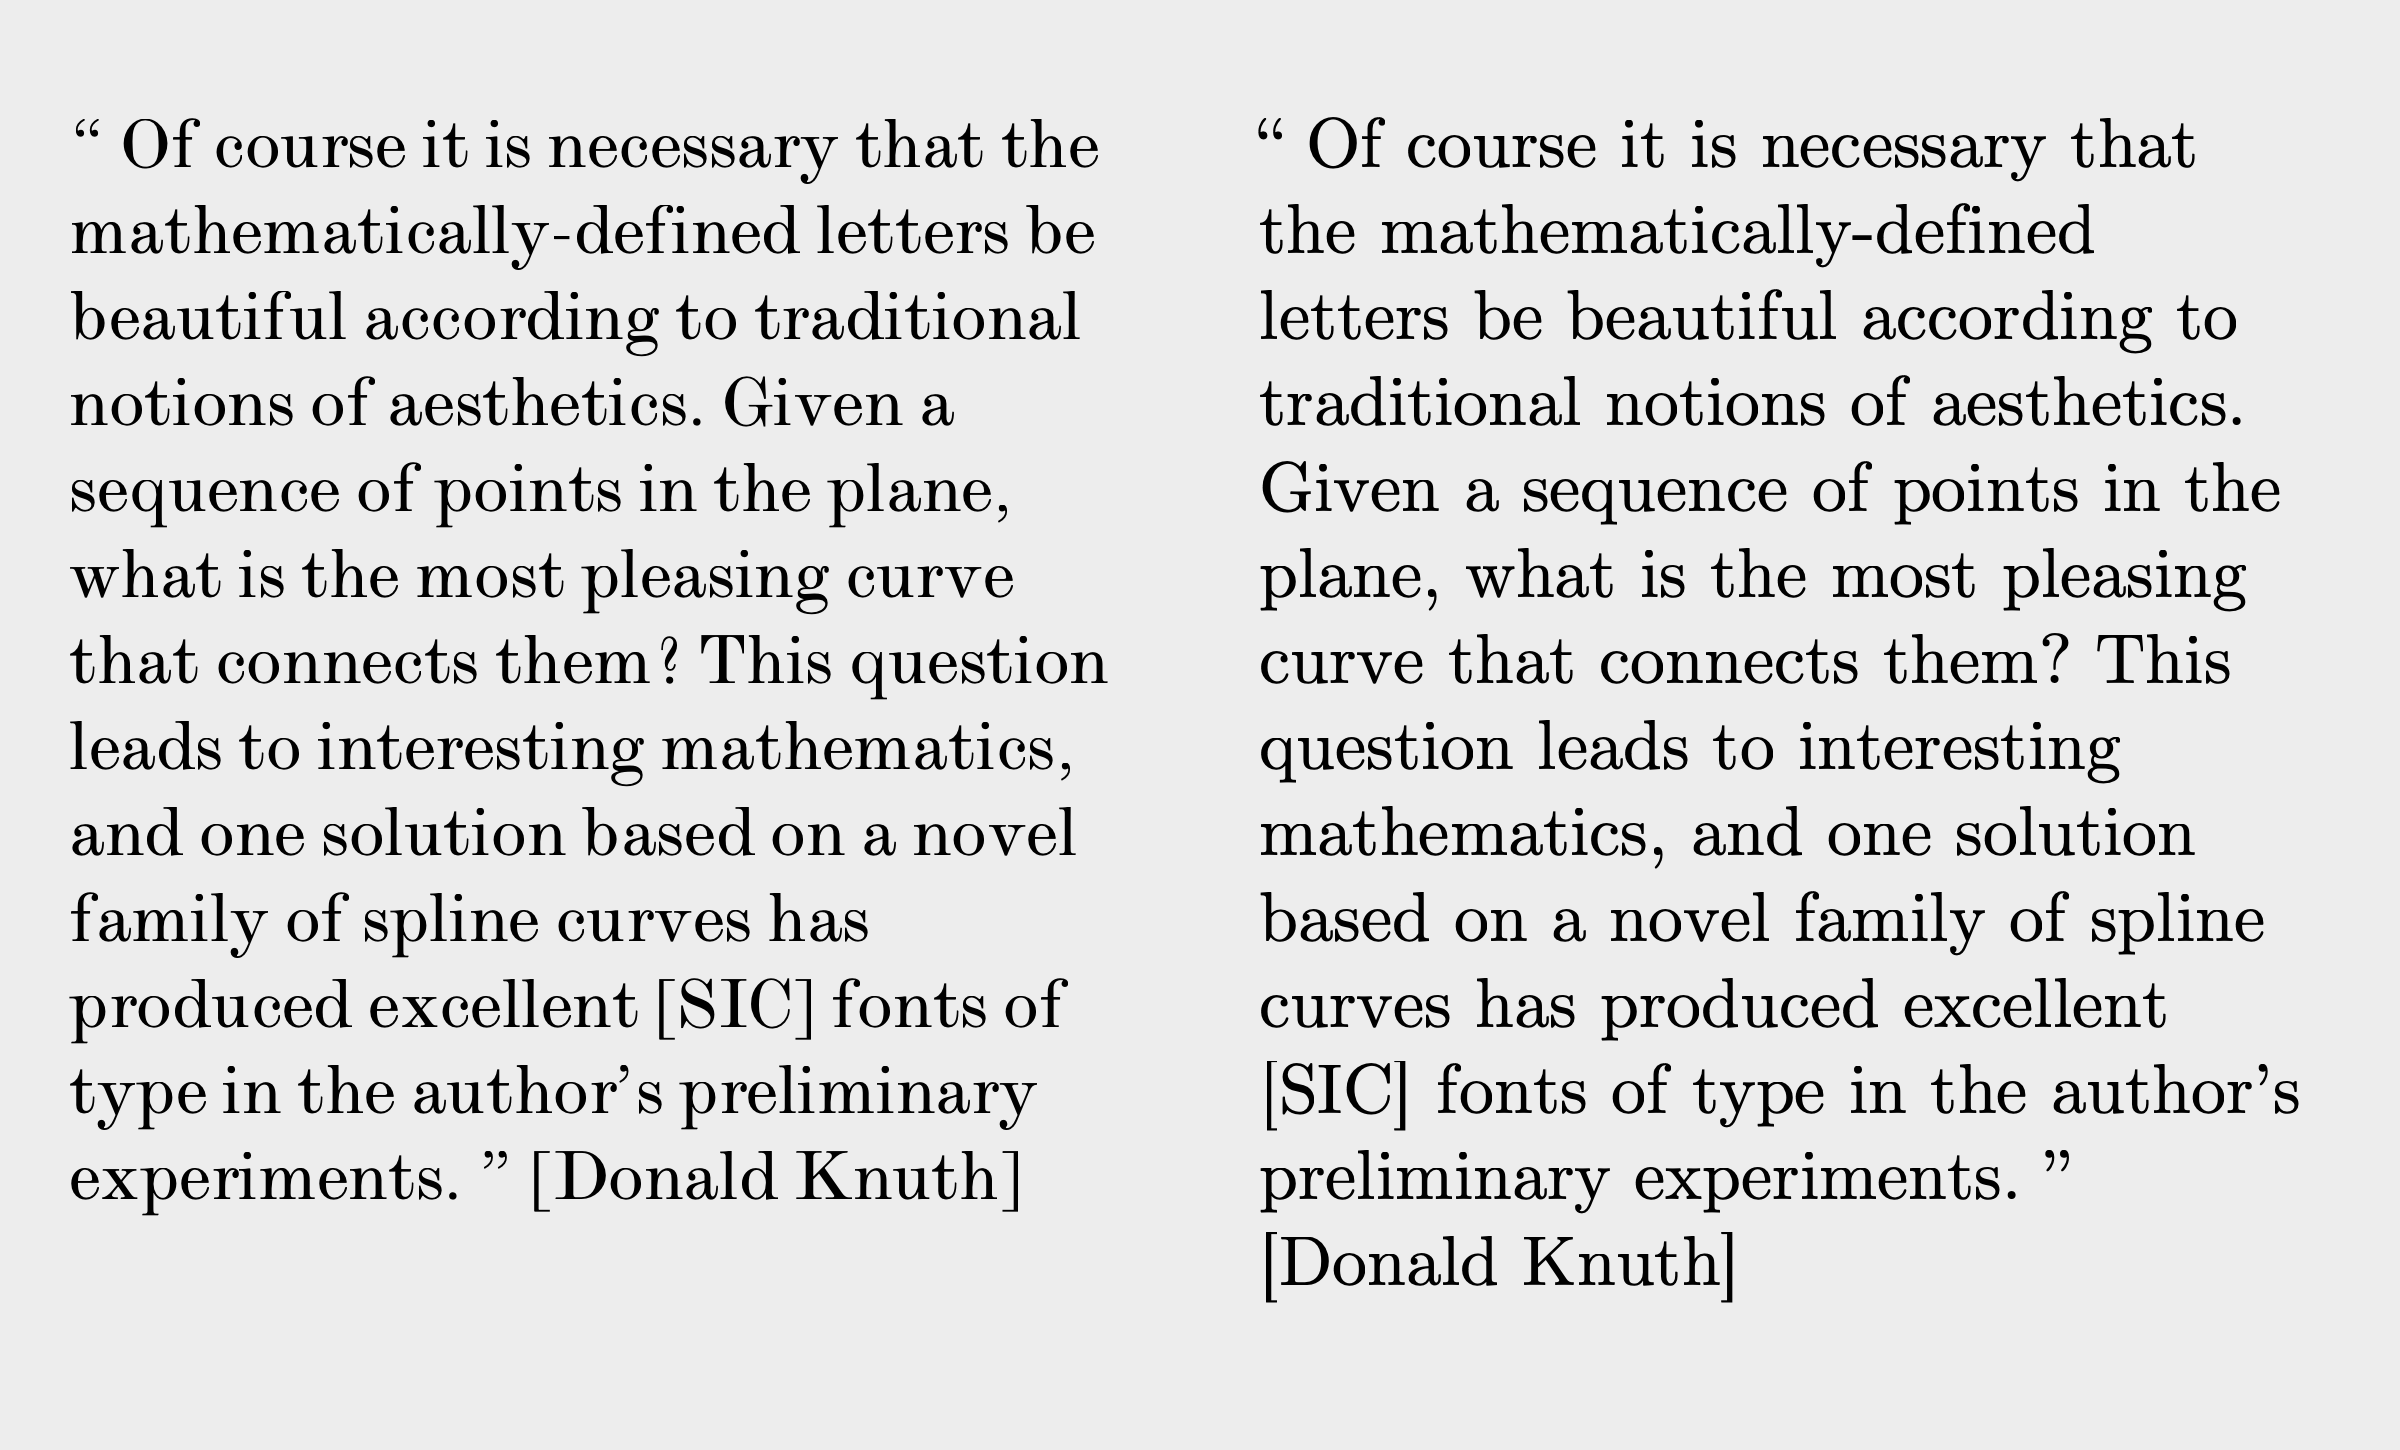 “ Of course it is necessary that the
mathematically-defined letters be
beautiful according to traditional
notions of aesthetics. Given a
sequence of points in the plane,
what is the most pleasing curve
that connects them? This question
leads to interesting mathematics,
and one solution based on a novel
family of spline curves has
produced excellent [SIC] fonts of
type in the author’s preliminary
experiments. ” [Donald Knuth]
“ Of course it is necessary that
the mathematically-defined
letters be beautiful according to
traditional notions of aesthetics.
Given a sequence of points in the
plane, what is the most pleasing
curve that connects them? This
question leads to interesting
mathematics, and one solution
based on a novel family of spline
curves has produced excellent
[SIC] fonts of type in the author’s
preliminary experiments. ”
[Donald Knuth]